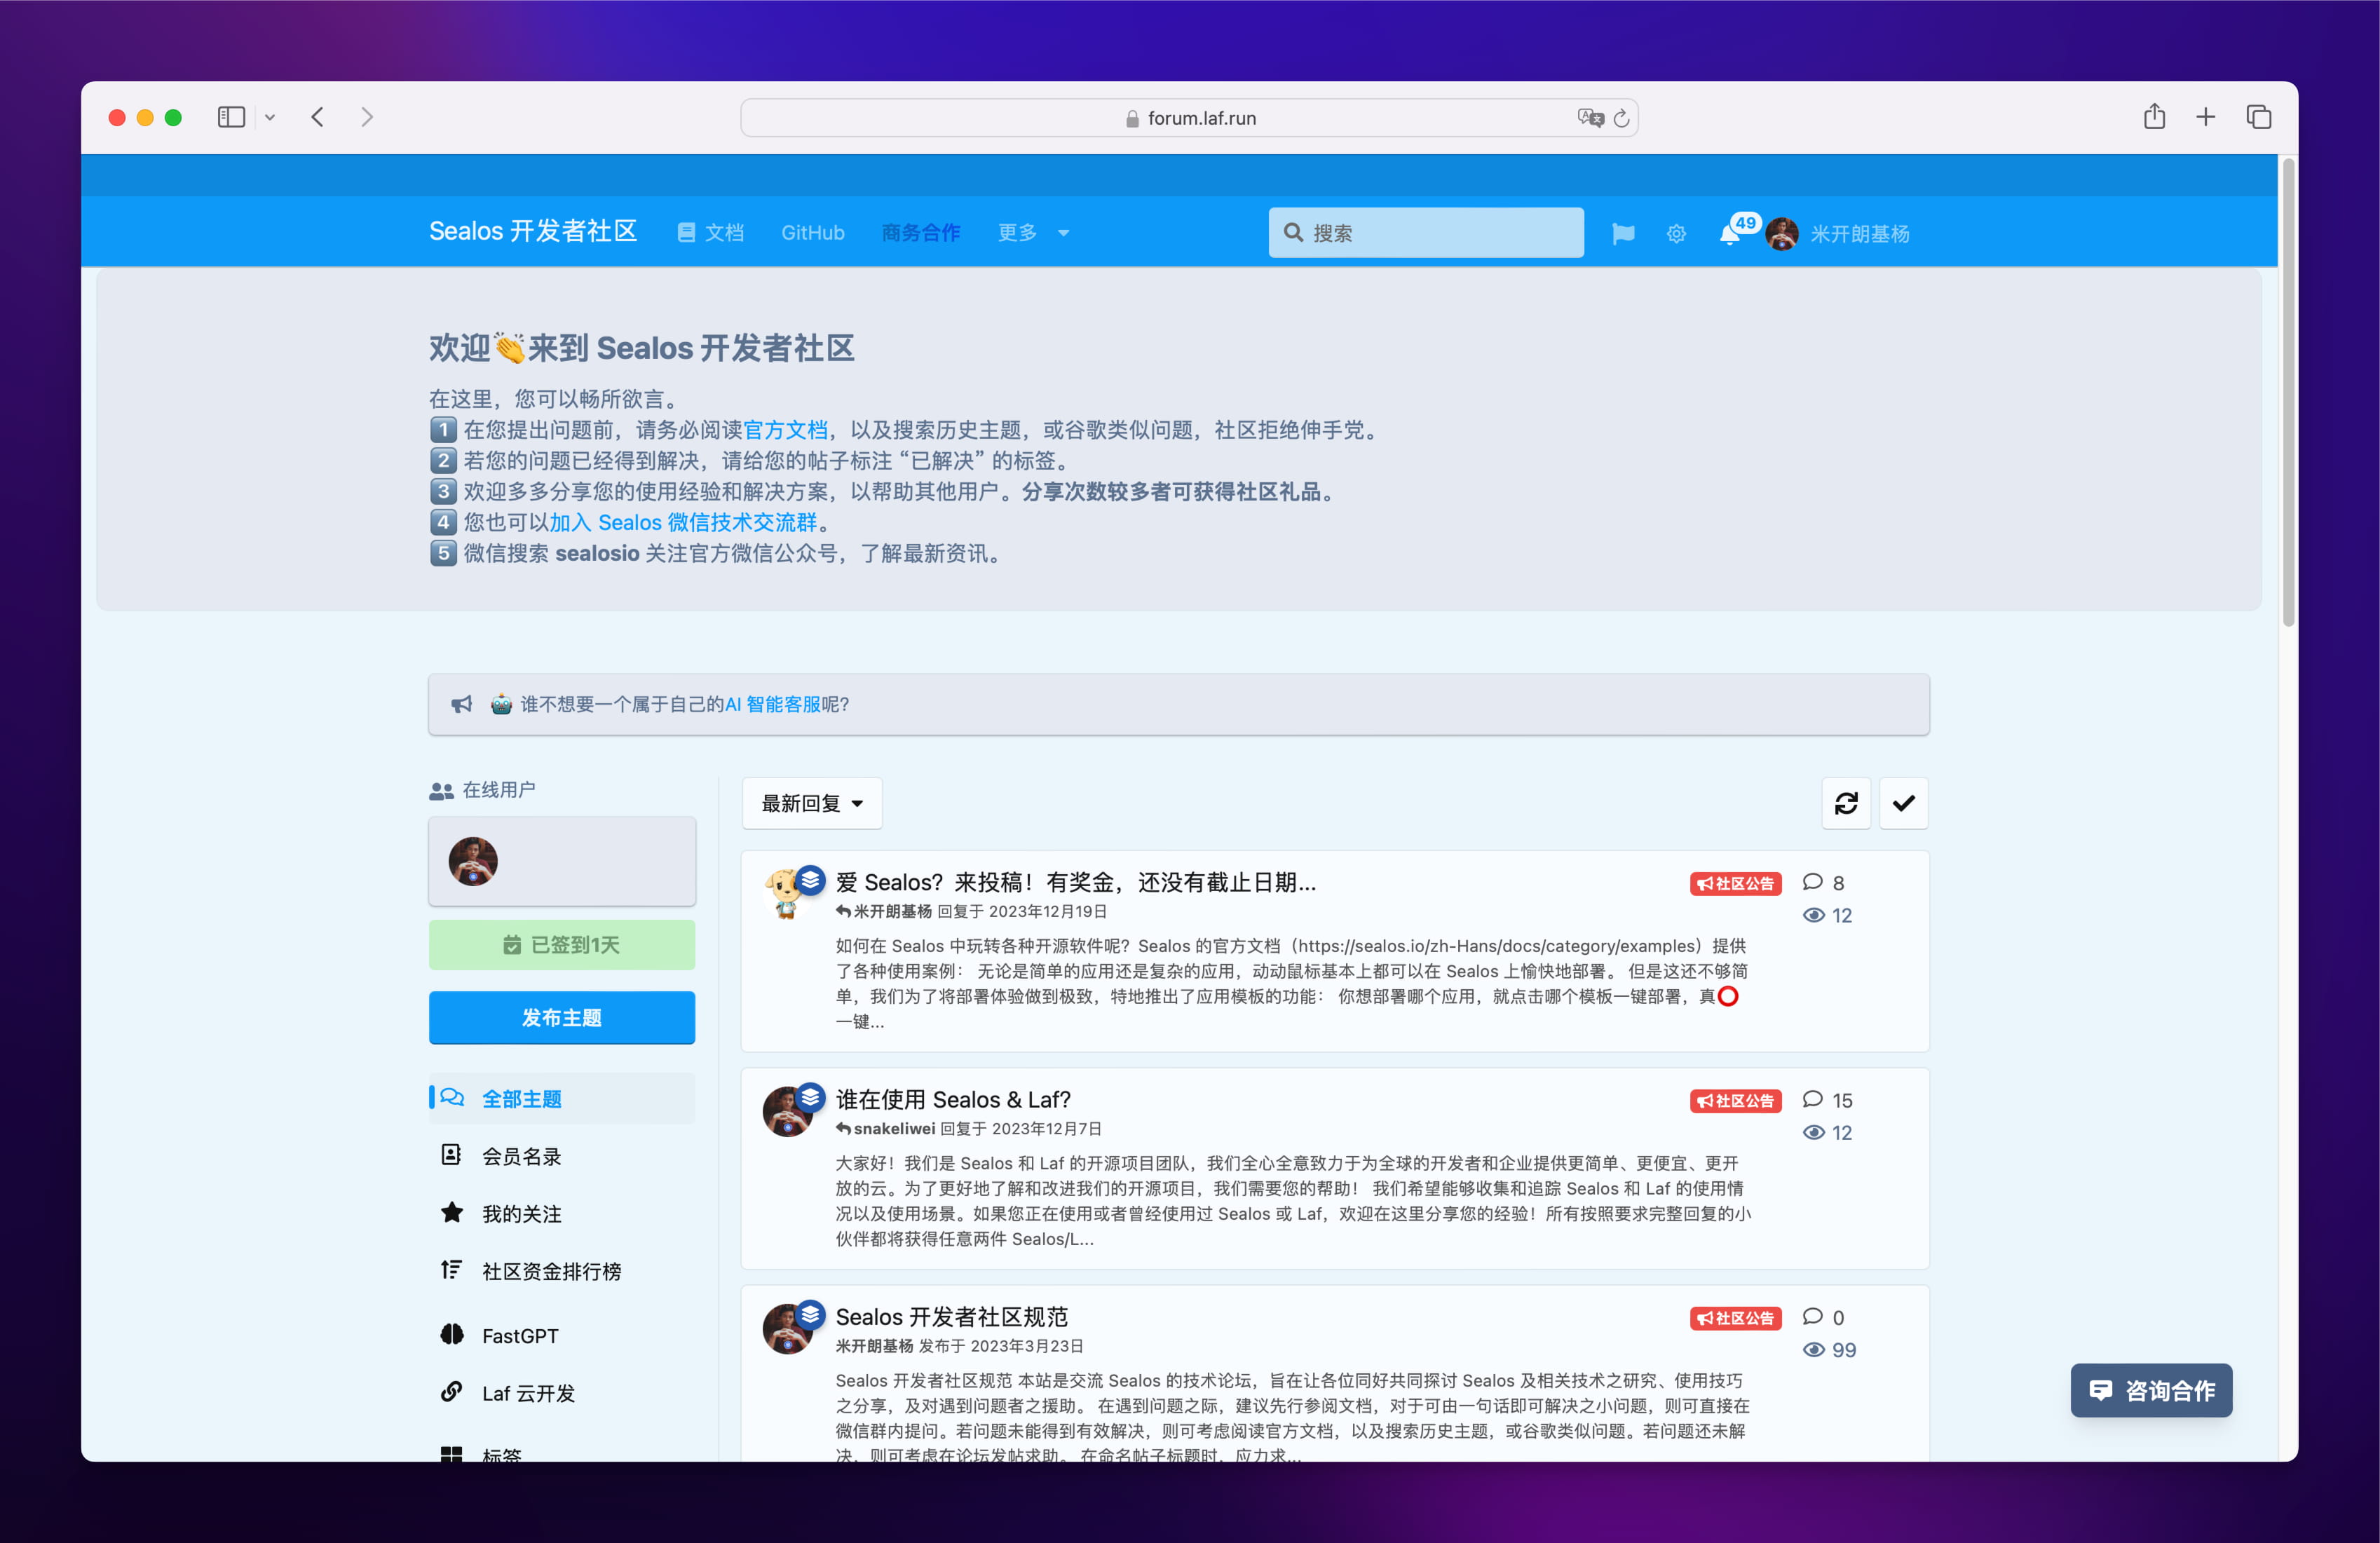 forum.laf.run
Sealos 开发者社区
文档
GitHub
商务合作
更多
搜索
49
米开朗基杨
欢迎👏来到 Sealos 开发者社区
在这里，您可以畅所欲言。
1️⃣ 在您提出问题前，请务必阅读官方文档，以及搜索历史主题，或谷歌类似问题，社区拒绝伸手党。
2️⃣ 若您的问题已经得到解决，请给您的帖子标注 “已解决” 的标签。
3️⃣ 欢迎多多分享您的使用经验和解决方案，以帮助其他用户。分享次数较多者可获得社区礼品。
4️⃣ 您也可以加入 Sealos 微信技术交流群。
5️⃣ 微信搜索 sealosio 关注官方微信公众号，了解最新资讯。
🤖 谁不想要一个属于自己的AI 智能客服呢?
在线用户
已签到1天
发布主题
全部主题
会员名录
我的关注
社区资金排行榜
FastGPT
Laf 云开发
标签
最新回复
爱 Sealos？来投稿！有奖金，还没有截止日期...
社区公告
8
米开朗基杨 回复于 2023年12月19日
12
如何在 Sealos 中玩转各种开源软件呢？Sealos 的官方文档（https://sealos.io/zh-Hans/docs/category/examples）提供
了各种使用案例： 无论是简单的应用还是复杂的应用，动动鼠标基本上都可以在 Sealos 上愉快地部署。 但是这还不够简
单，我们为了将部署体验做到极致，特地推出了应用模板的功能： 你想部署哪个应用，就点击哪个模板一键部署，真⭕
一键...
谁在使用 Sealos & Laf?
社区公告
15
snakeliwei 回复于 2023年12月7日
12
大家好！我们是 Sealos 和 Laf 的开源项目团队，我们全心全意致力于为全球的开发者和企业提供更简单、更便宜、更开
放的云。为了更好地了解和改进我们的开源项目，我们需要您的帮助！ 我们希望能够收集和追踪 Sealos 和 Laf 的使用情
况以及使用场景。如果您正在使用或者曾经使用过 Sealos 或 Laf，欢迎在这里分享您的经验！所有按照要求完整回复的小
伙伴都将获得任意两件 Sealos/L...
Sealos 开发者社区规范
社区公告
0
米开朗基杨 发布于 2023年3月23日
99
Sealos 开发者社区规范 本站是交流 Sealos 的技术论坛，旨在让各位同好共同探讨 Sealos 及相关技术之研究、使用技巧
之分享，及对遇到问题者之援助。 在遇到问题之际，建议先行参阅文档，对于可由一句话即可解决之小问题，则可直接在
微信群内提问。若问题未能得到有效解决，则可考虑阅读官方文档，以及搜索历史主题，或谷歌类似问题。若问题还未解
决，则可考虑在论坛发帖求助。 在命名帖子标题时，应力求...
咨询合作